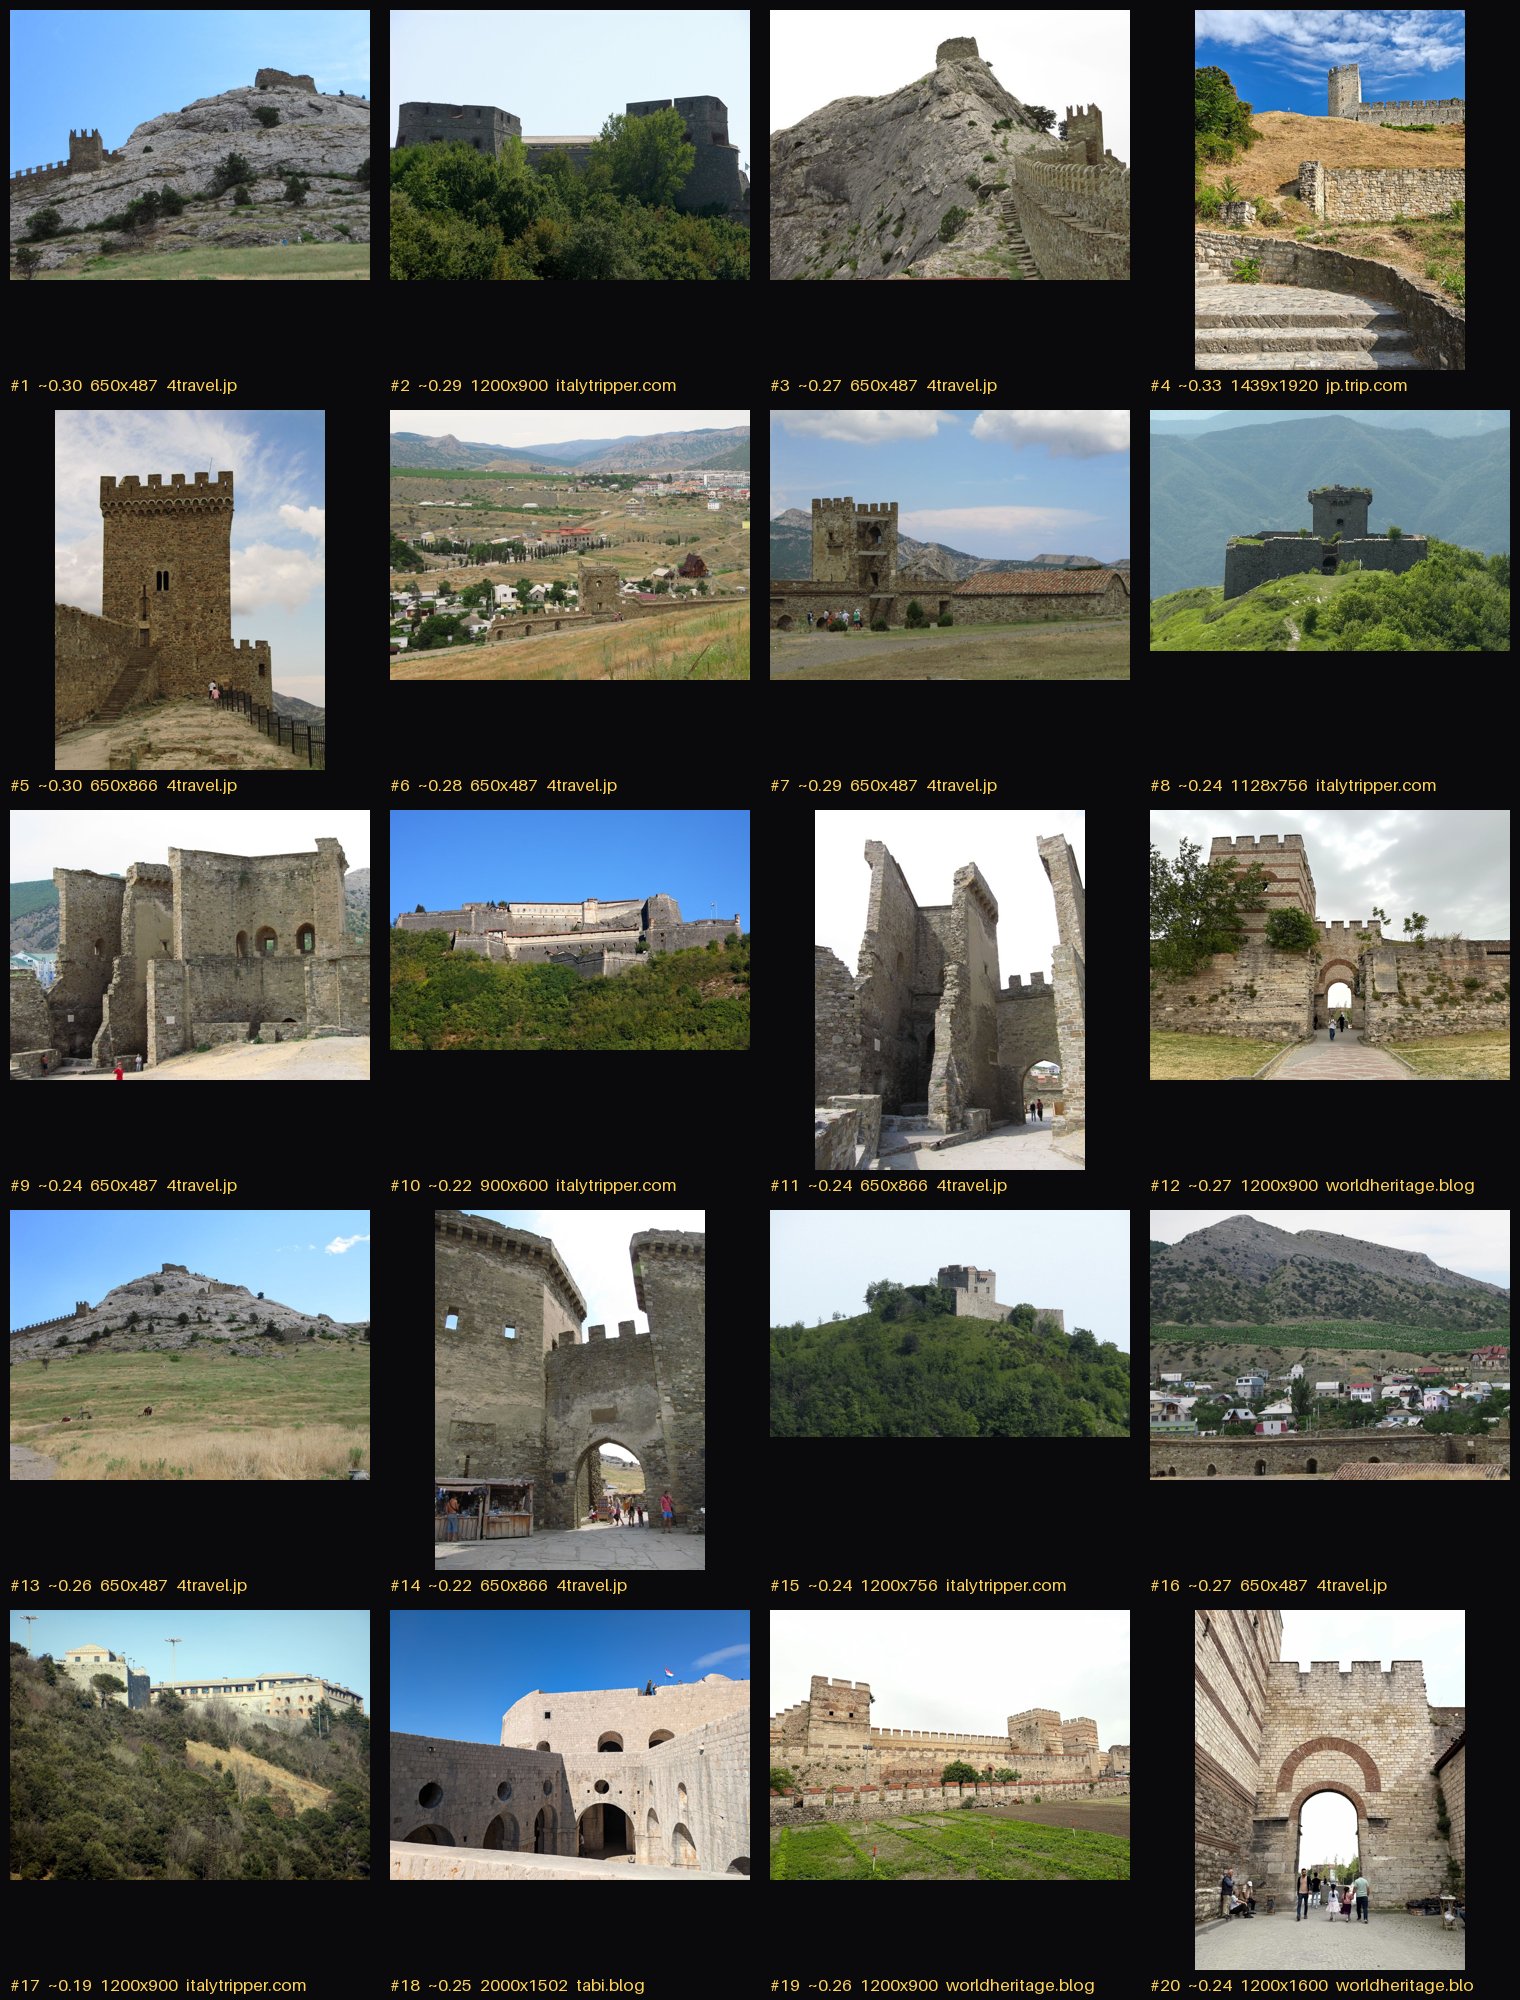 #1 ~0.30 650x487 4travel.jp
#2 ~0.29 1200x900 italytripper.com
#3 ~0.27 650x487 4travel.jp
#4 ~0.33 1439x1920 jp.trip.com
#5 ~0.30 650x866 4travel.jp
#6 ~0.28 650x487 4travel.jp
#7 ~0.29 650x487 4travel.jp
#8 ~0.24 1128x756 italytripper.com
#9 ~0.24 650x487 4travel.jp
#10 ~0.22 900x600 italytripper.com
#11 ~0.24 650x866 4travel.jp
#12 ~0.27 1200x900 worldheritage.blog
#13 ~0.26 650x487 4travel.jp
#14 ~0.22 650x866 4travel.jp
#15 ~0.24 1200x756 italytripper.com
#16 ~0.27 650x487 4travel.jp
#17 ~0.19 1200x900 italytripper.com
#18 ~0.25 2000x1502 tabi.blog
#19 ~0.26 1200x900 worldheritage.blog
#20 ~0.24 1200x1600 worldheritage.blo